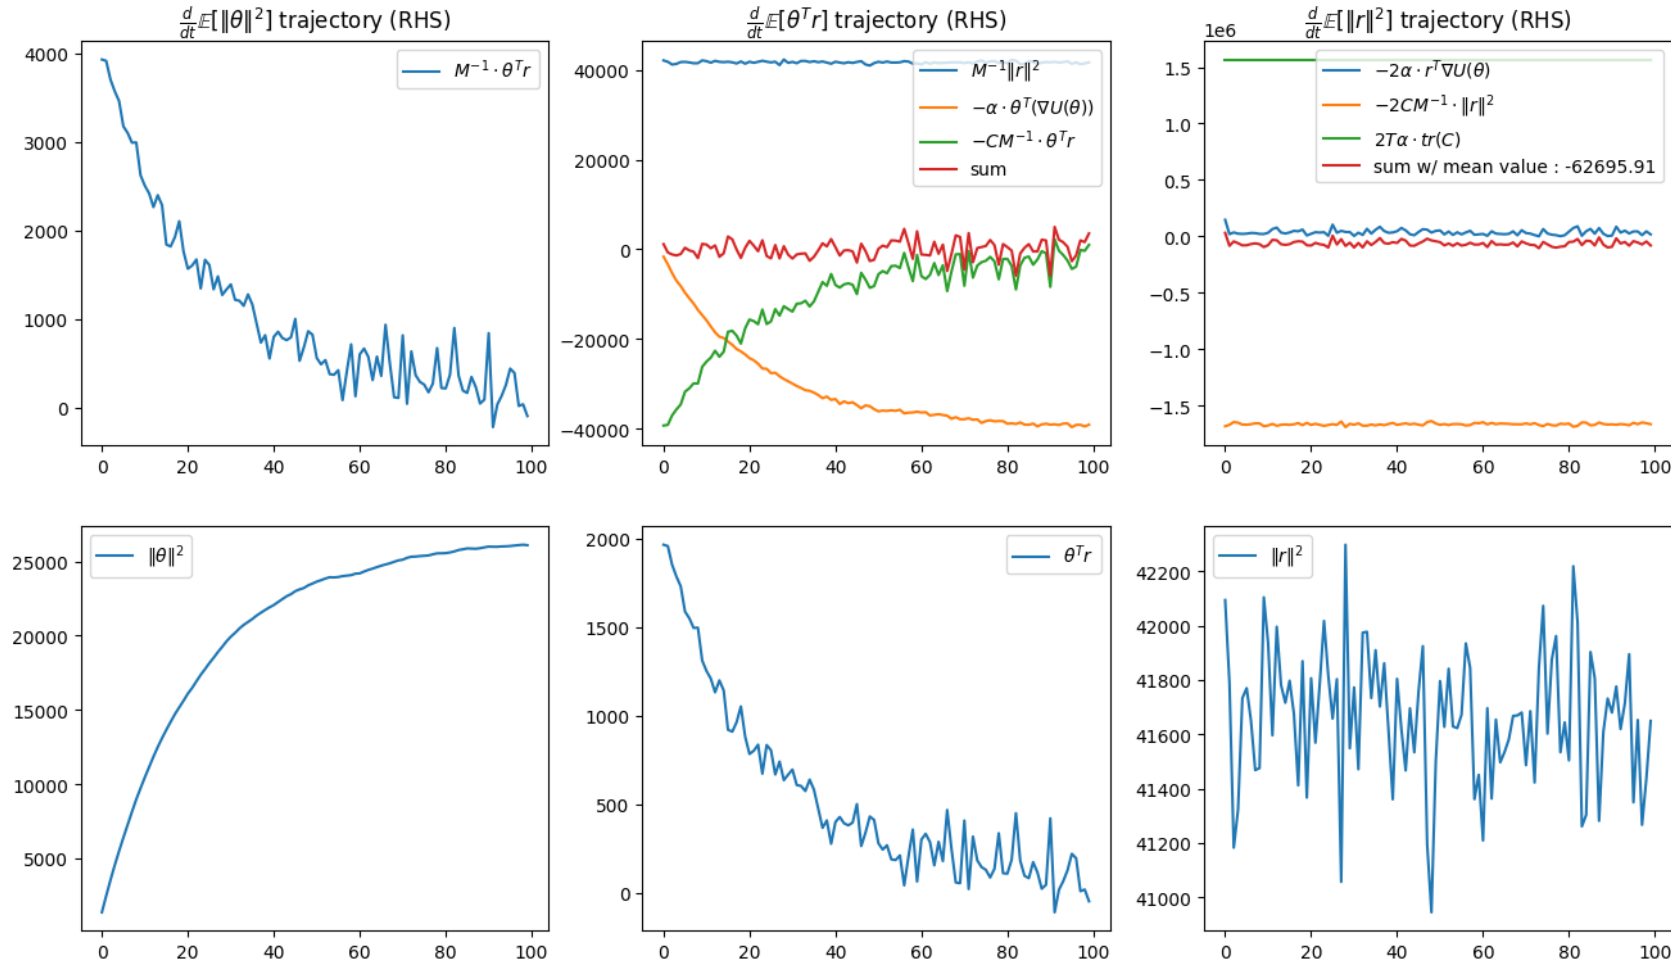 d/dt 𝔼[‖θ‖²] trajectory (RHS)
4000
3000
2000
1000
0
0 20 40 60 80 100
M⁻¹ · θᵀr
d/dt 𝔼[θᵀr] trajectory (RHS)
40000
20000
0
−20000
−40000
0 20 40 60 80 100
M⁻¹‖r‖²
−α · θᵀ(∇U(θ))
−CM⁻¹ · θᵀr
sum
d/dt 𝔼[‖r‖²] trajectory (RHS)
1e6
1.5
1.0
0.5
0.0
−0.5
−1.0
−1.5
0 20 40 60 80 100
−2α · rᵀ∇U(θ)
−2CM⁻¹ · ‖r‖²
2Tα · tr(C)
sum w/ mean value : -62695.91
25000
20000
15000
10000
5000
0 20 40 60 80 100
‖θ‖²
2000
1500
1000
500
0
0 20 40 60 80 100
θᵀr
42200
42000
41800
41600
41400
41200
41000
0 20 40 60 80 100
‖r‖²